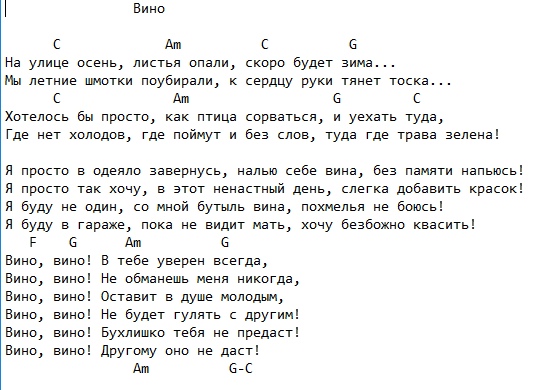 Вино
C Am C G
На улице осень, листья опали, скоро будет зима...
Мы летние шмотки поубирали, к сердцу руки тянет тоска...
C Am G C
Хотелось бы просто, как птица сорваться, и уехать туда,
Где нет холодов, где поймут и без слов, туда где трава зелена!
Я просто в одеяло завернусь, налью себе вина, без памяти напьюсь!
Я просто так хочу, в этот ненастный день, слегка добавить красок!
Я буду не один, со мной бутыль вина, похмелья не боюсь!
Я буду в гараже, пока не видит мать, хочу безбожно квасить!
F G Am G
Вино, вино! В тебе уверен всегда,
Вино, вино! Не обманешь меня никогда,
Вино, вино! Оставит в душе молодым,
Вино, вино! Не будет гулять с другим!
Вино, вино! Бухлишко тебя не предаст!
Вино, вино! Другому оно не даст!
Am G-C